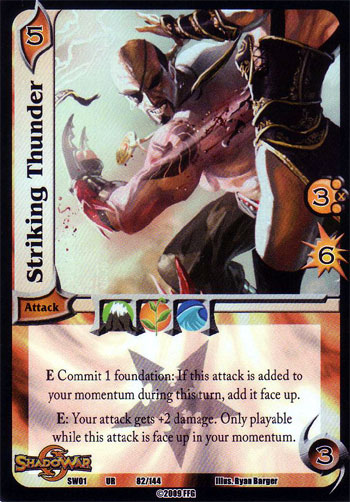 5
Striking Thunder
3
6
Attack
E Commit 1 foundation: If this attack is added to
your momentum during this turn, add it face up.
E: Your attack gets +2 damage. Only playable
while this attack is face up in your momentum.
SHADOWAR
3
SW01 UR 82/144 Illus. Ryan Barger
©2009 FFG